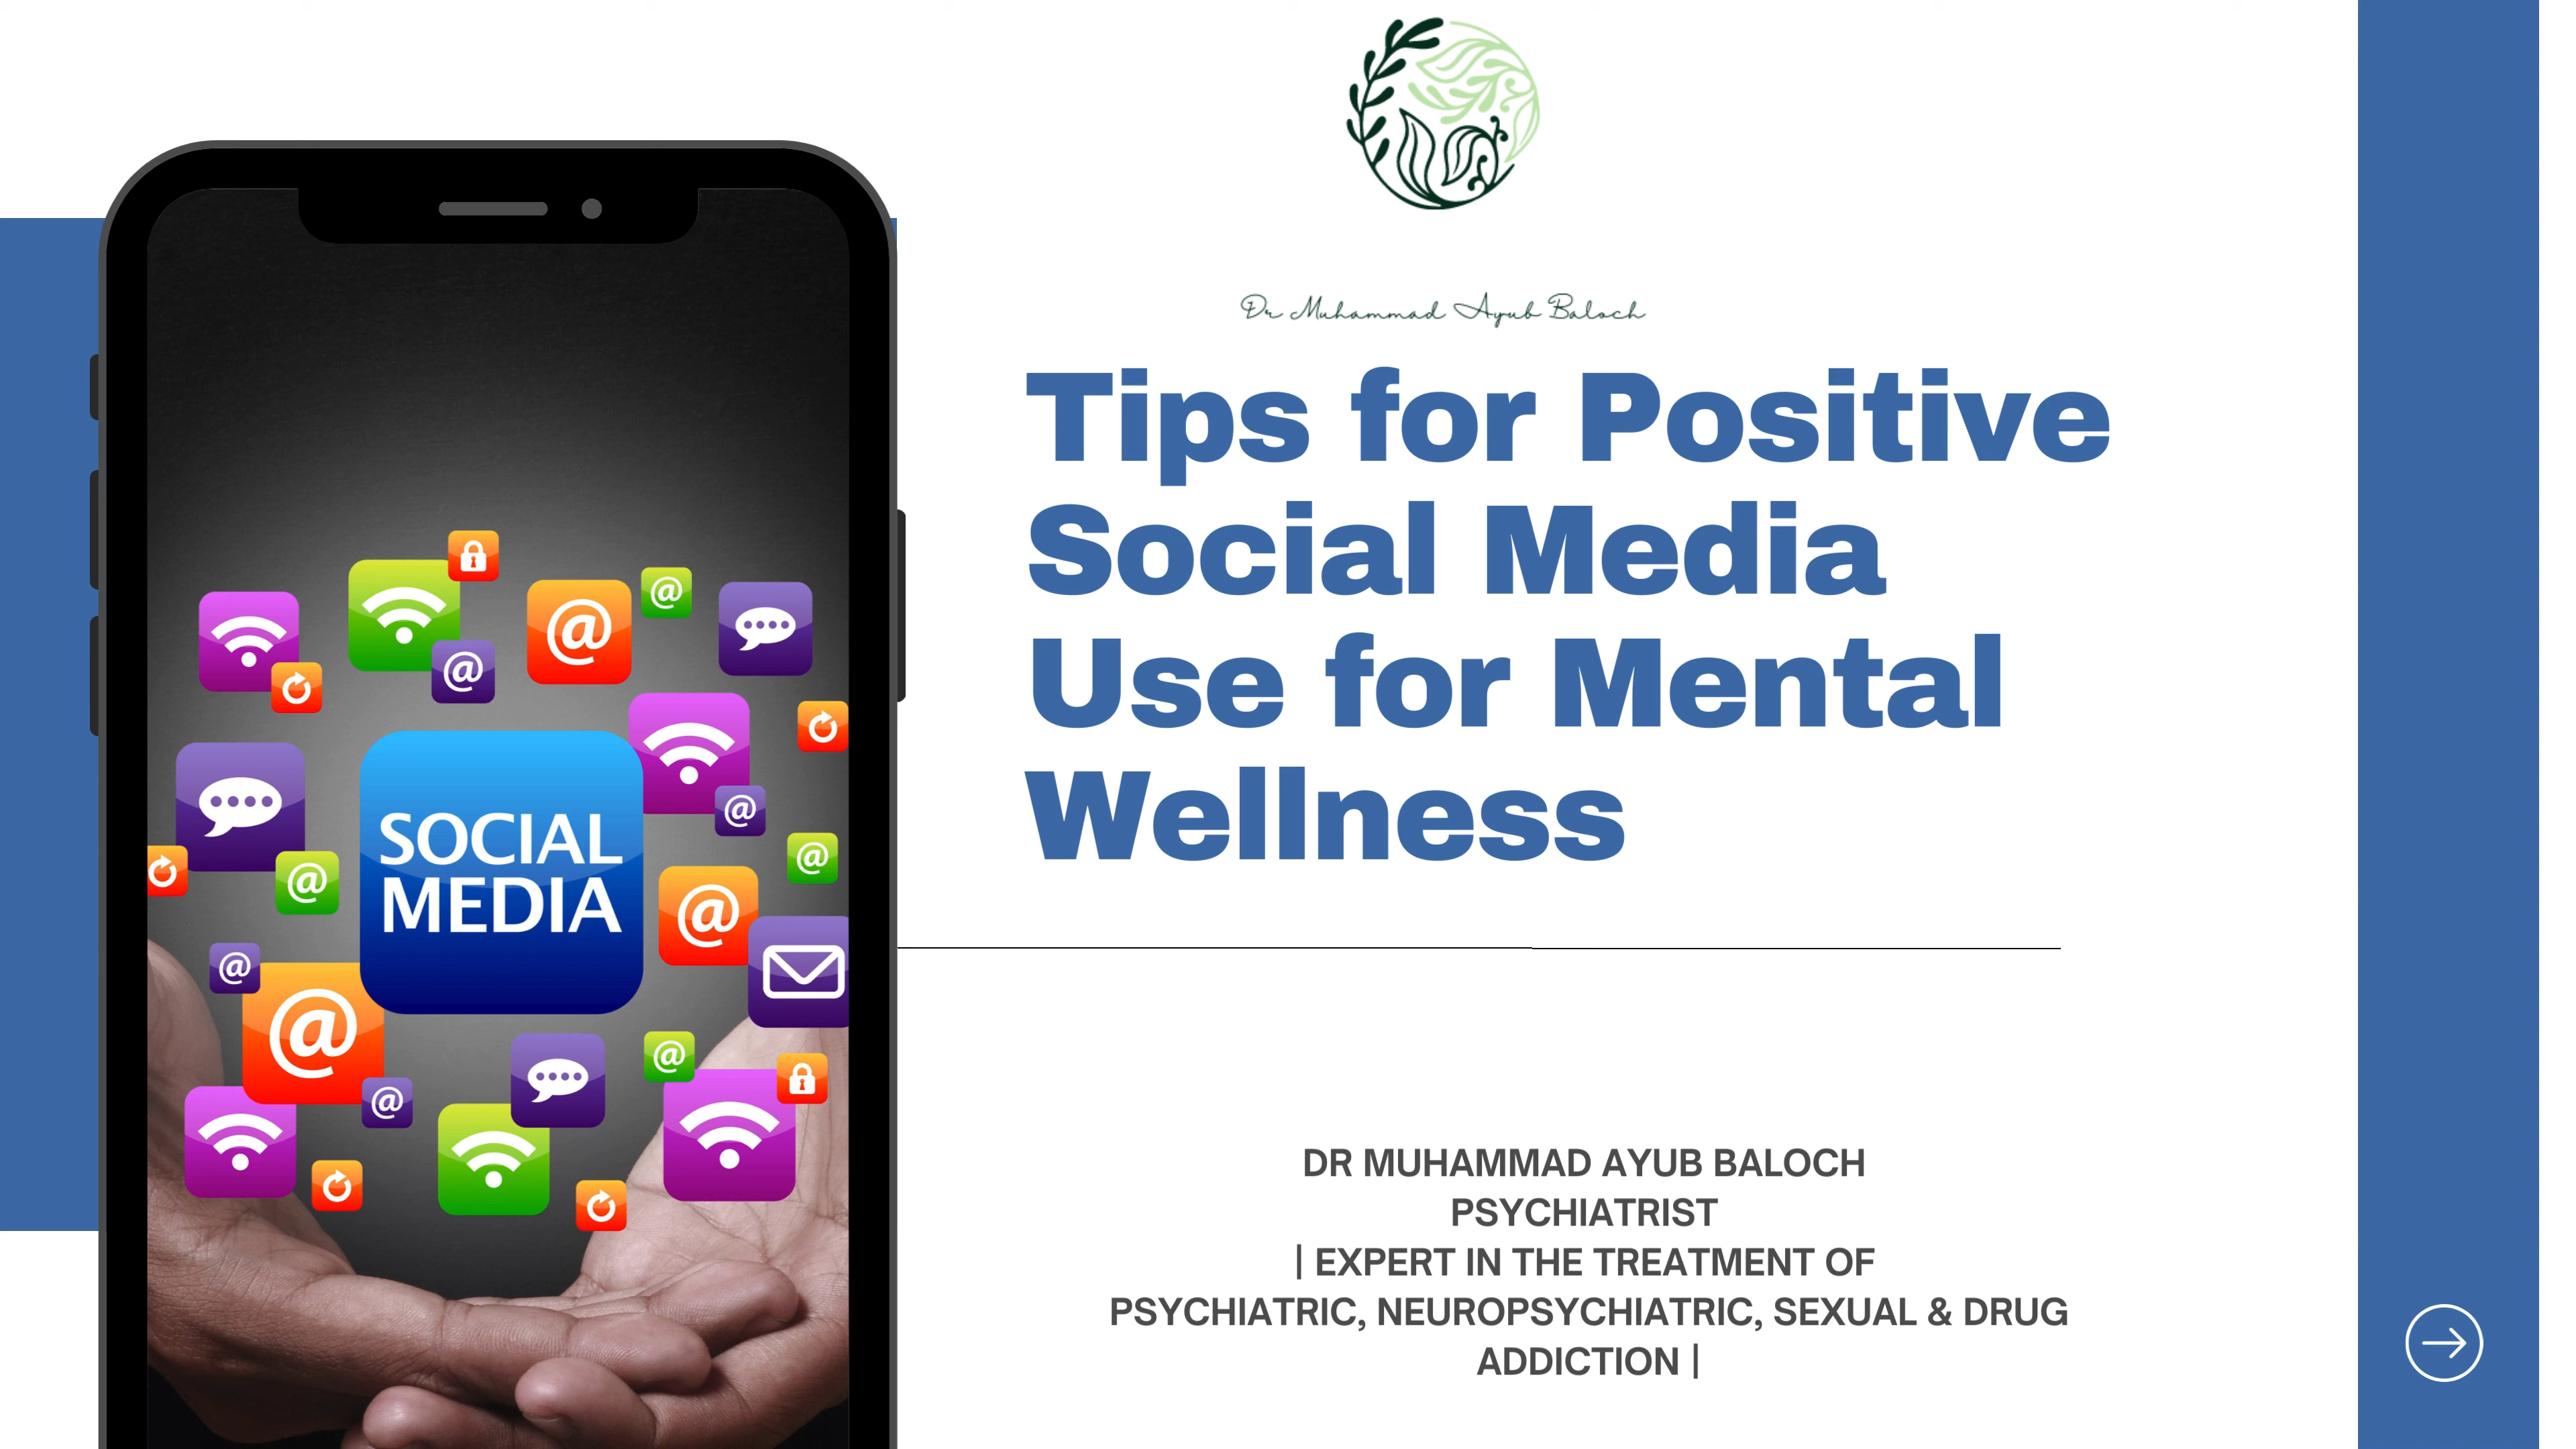 Dr Muhammad Ayub Baloch
Tips for Positive
Social Media
Use for Mental
Wellness
SOCIAL
MEDIA
DR MUHAMMAD AYUB BALOCH
PSYCHIATRIST
| EXPERT IN THE TREATMENT OF
PSYCHIATRIC, NEUROPSYCHIATRIC, SEXUAL & DRUG
ADDICTION |